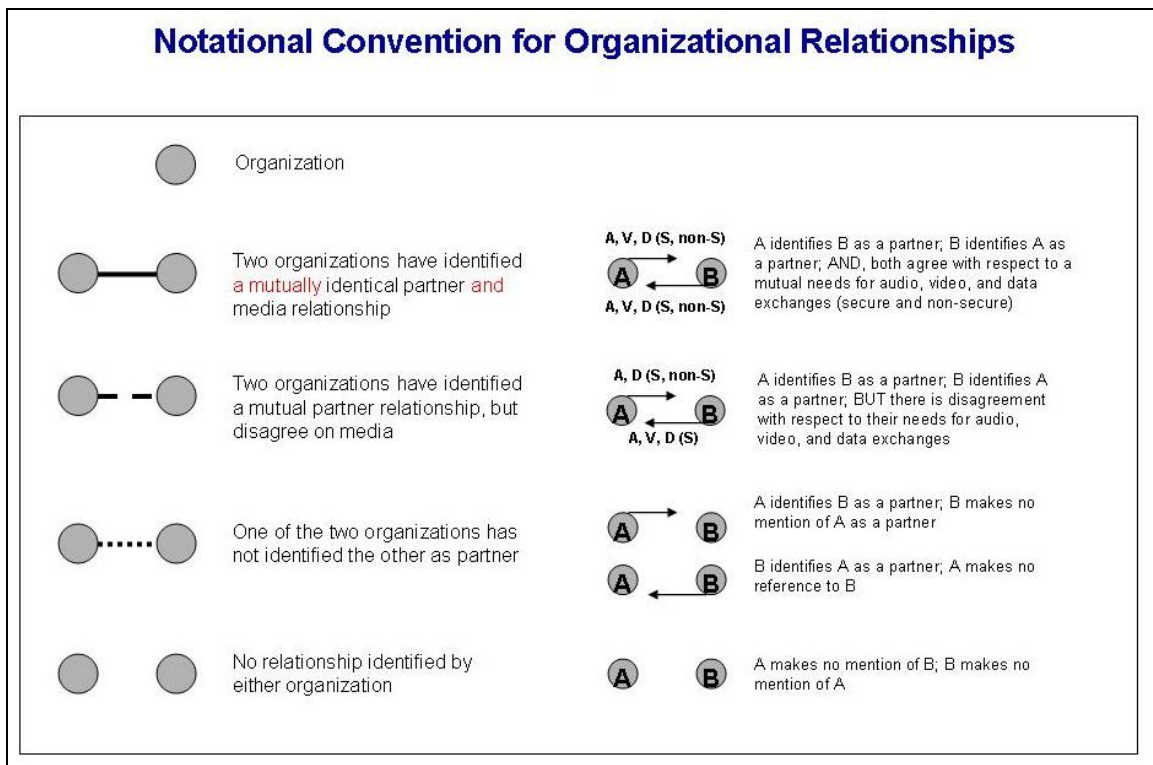 Notational Convention for Organizational Relationships
Organization
Two organizations have identified
a mutually identical partner and
media relationship
A, V, D (S, non-S)
A
B
A, V, D (S, non-S)
A identifies B as a partner; B identifies A as
a partner; AND, both agree with respect to a
mutual needs for audio, video, and data
exchanges (secure and non-secure)
Two organizations have identified
a mutual partner relationship, but
disagree on media
A, D (S, non-S)
A
B
A, V, D (S)
A identifies B as a partner; B identifies A
as a partner; BUT there is disagreement
with respect to their needs for audio,
video, and data exchanges
One of the two organizations has
not identified the other as partner
A
B
A identifies B as a partner; B makes no
mention of A as a partner
A
B
B identifies A as a partner; A makes no
reference to B
No relationship identified by
either organization
A
B
A makes no mention of B; B makes no
mention of A